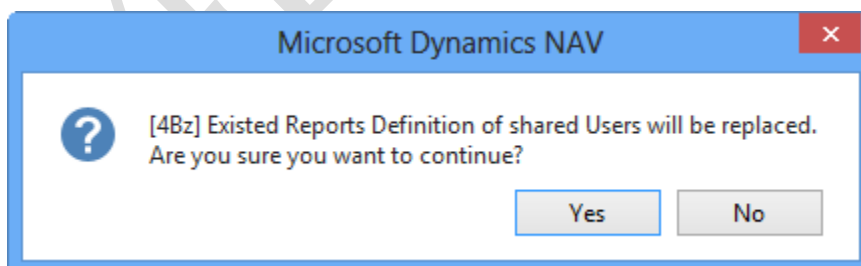 Microsoft Dynamics NAV
[4Bz] Existed Reports Definition of shared Users will be replaced.
Are you sure you want to continue?
Yes No